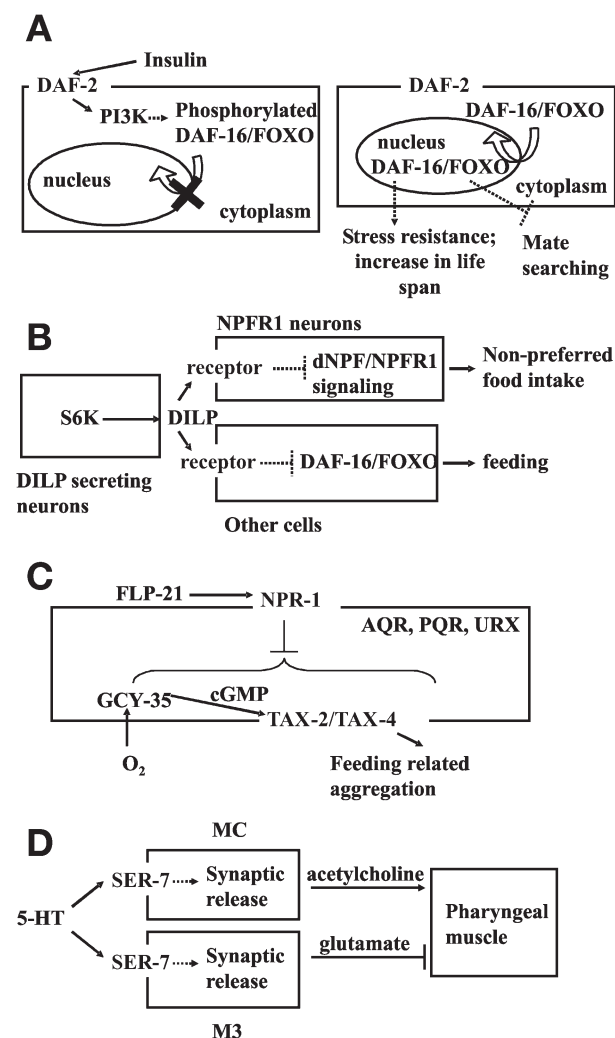 A
Insulin
DAF-2
PI3K
Phosphorylated
DAF-16/FOXO
nucleus
cytoplasm
DAF-2
DAF-16/FOXO
nucleus
DAF-16/FOXO
cytoplasm
Stress resistance;
increase in life
span
Mate
searching
B
NPFR1 neurons
receptor
dNPF/NPFR1
signaling
Non-preferred
food intake
S6K
DILP
receptor
DAF-16/FOXO
feeding
DILP secreting
neurons
Other cells
C
FLP-21
NPR-1
AQR, PQR, URX
GCY-35
cGMP
TAX-2/TAX-4
O2
Feeding related
aggregation
D
MC
SER-7
Synaptic
release
acetylcholine
5-HT
Pharyngeal
muscle
SER-7
Synaptic
release
glutamate
M3